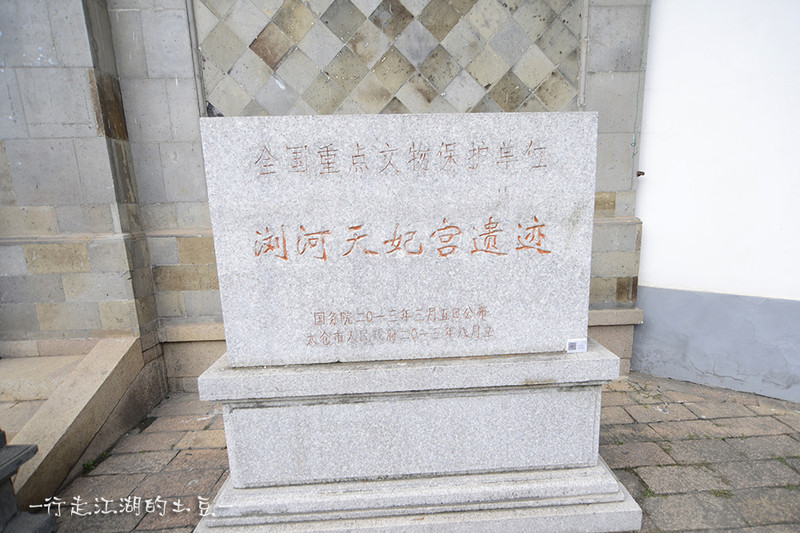 全国重点文物保护单位
浏河天妃宫遗迹
国务院二〇一三年三月五日公布
太仓市人民政府二〇一三年八月立
行走江湖的土豆